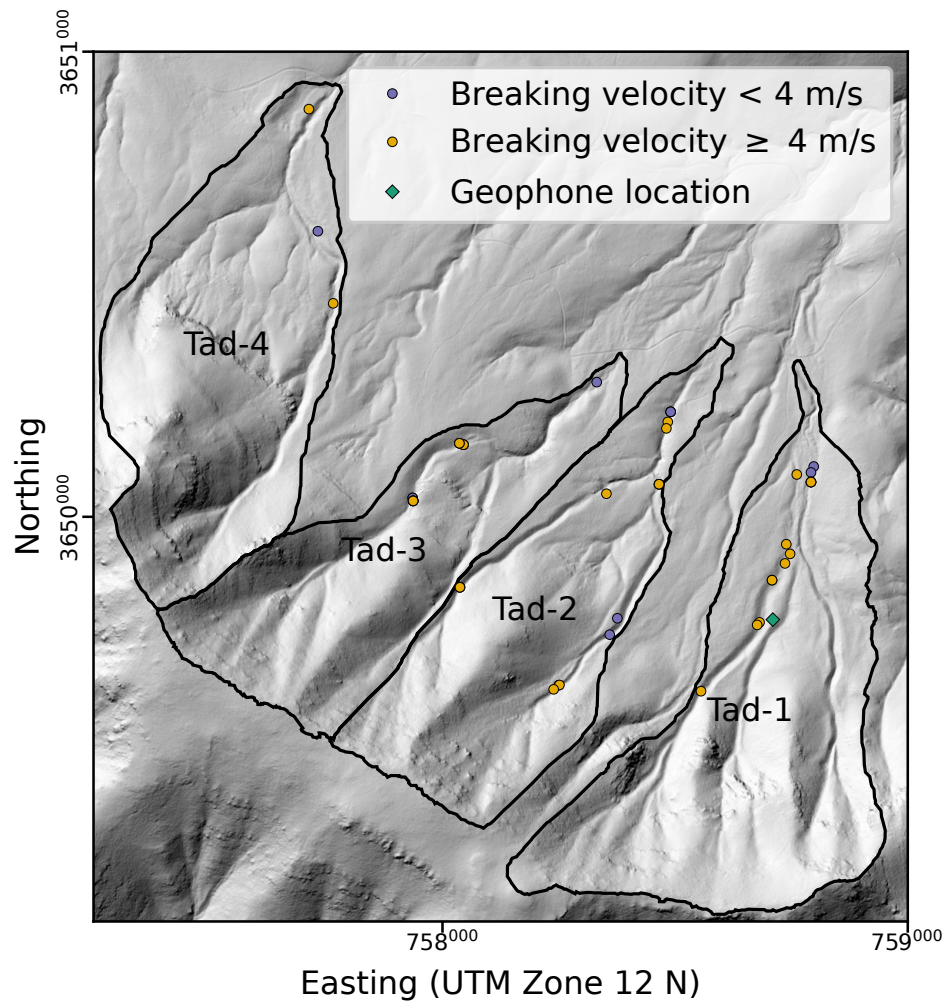 3651000
Breaking velocity < 4 m/s
Breaking velocity ≥ 4 m/s
Geophone location
Tad-4
Northing
3650000
Tad-3
Tad-2
Tad-1
758000
759000
Easting (UTM Zone 12 N)